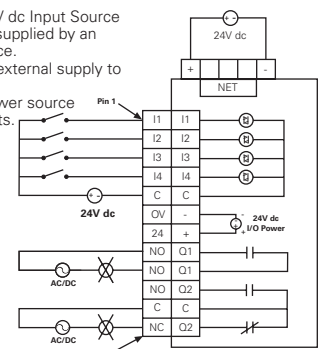 V dc Input Source
supplied by an
ce.
external supply to
wer source
ts.
24V dc
+ -
NET
Pin 1
I1 I1
I2 I2
I3 I3
I4 I4
C C
24V dc
OV -
24 +
24V dc
I/O Power
- +
NO Q1
NO Q1
AC/DC
NO Q2
C C
NC Q2
AC/DC